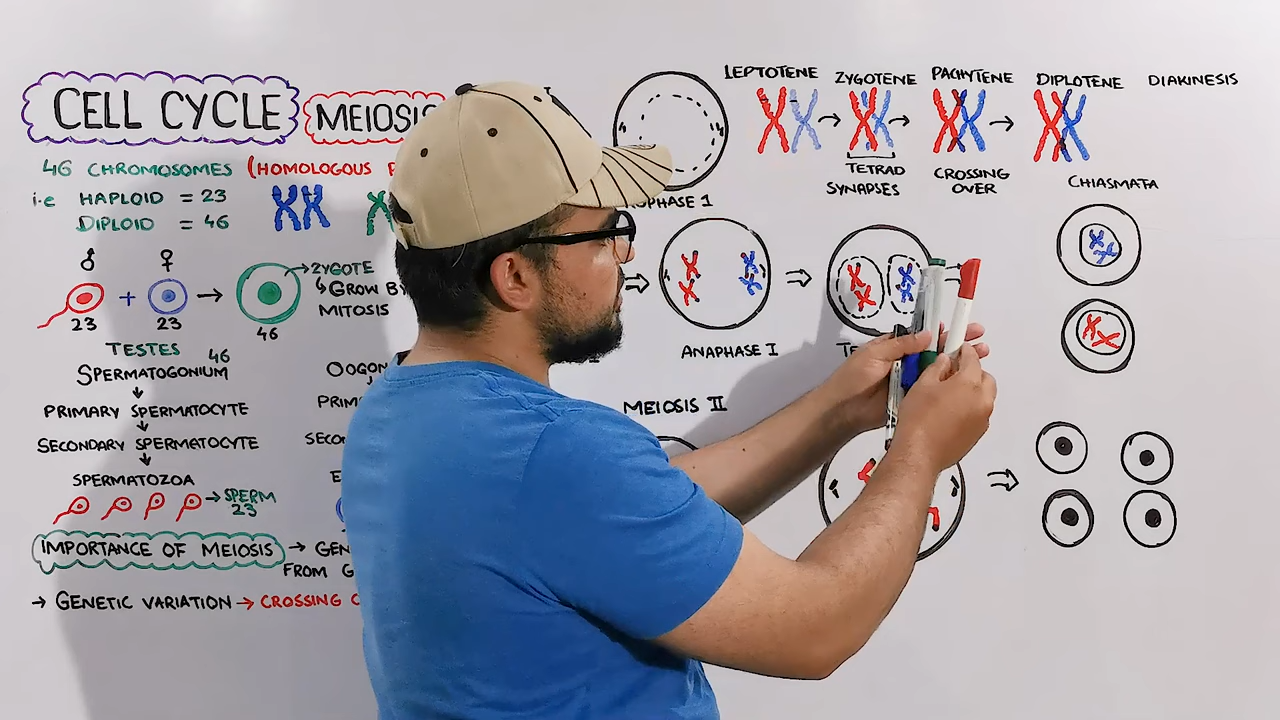 CELL CYCLE
MEIOSIS
46 CHROMOSOMES (HOMOLOGOUS
i.e HAPLOID = 23
DIPLOID = 46
♂ ♀
23 + 23 → 46
→ ZYGOTE
↳ GROW BY
MITOSIS
TESTES
46
SPERMATOGONIUM
PRIMARY SPERMATOCYTE
SECONDARY SPERMATOCYTE
SPERMATOZOA
→ SPERM
23
IMPORTANCE OF MEIOSIS →
FROM
→ GENETIC VARIATION → CROSSING
LEPTOTENE ZYGOTENE PACHYTENE DIPLOTENE DIAKINESIS
TETRAD
SYNAPSES
CROSSING
OVER
CHIASMATA
ANAPHASE I
MEIOSIS II